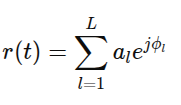 r(t) = \sum_{l=1}^{L} a_l e^{j\phi_l}